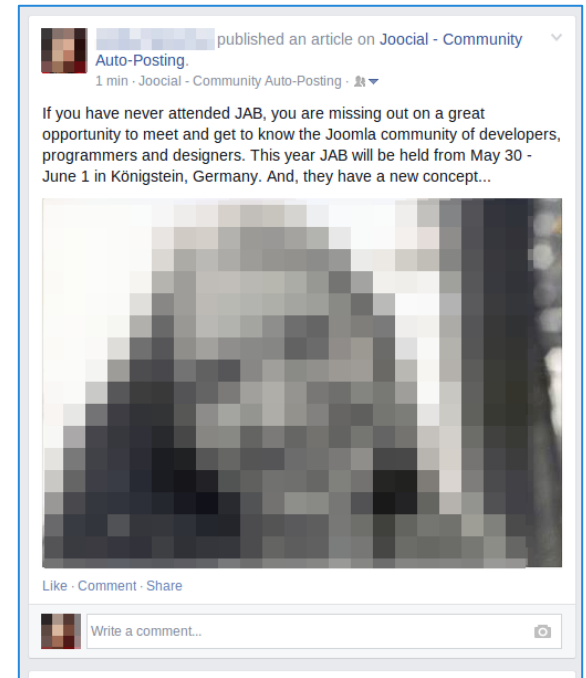 published an article on Joocial - Community
Auto-Posting.
1 min · Joocial - Community Auto-Posting ·
If you have never attended JAB, you are missing out on a great
opportunity to meet and get to know the Joomla community of developers,
programmers and designers. This year JAB will be held from May 30 -
June 1 in Königstein, Germany. And, they have a new concept...
Like · Comment · Share
Write a comment...